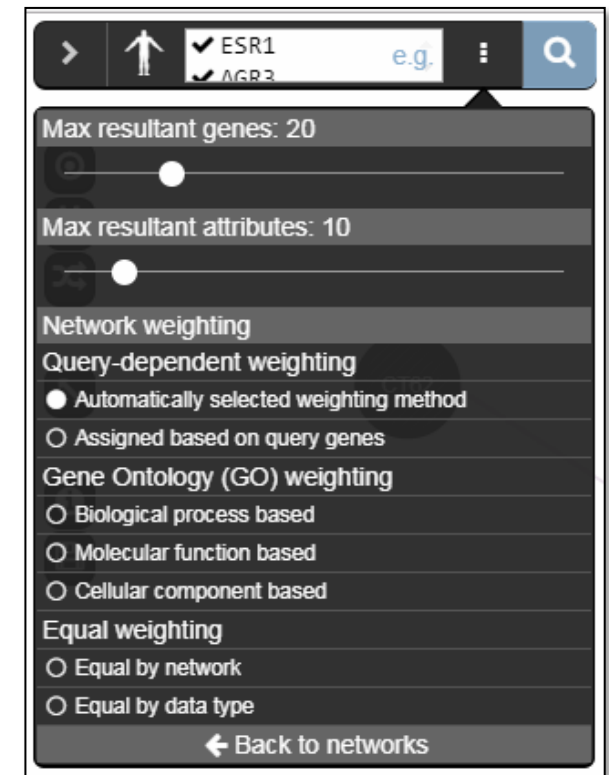 ESR1
e.g.
AGR3
Max resultant genes: 20
Max resultant attributes: 10
Network weighting
Query-dependent weighting
Automatically selected weighting method
Assigned based on query genes
Gene Ontology (GO) weighting
Biological process based
Molecular function based
Cellular component based
Equal weighting
Equal by network
Equal by data type
Back to networks